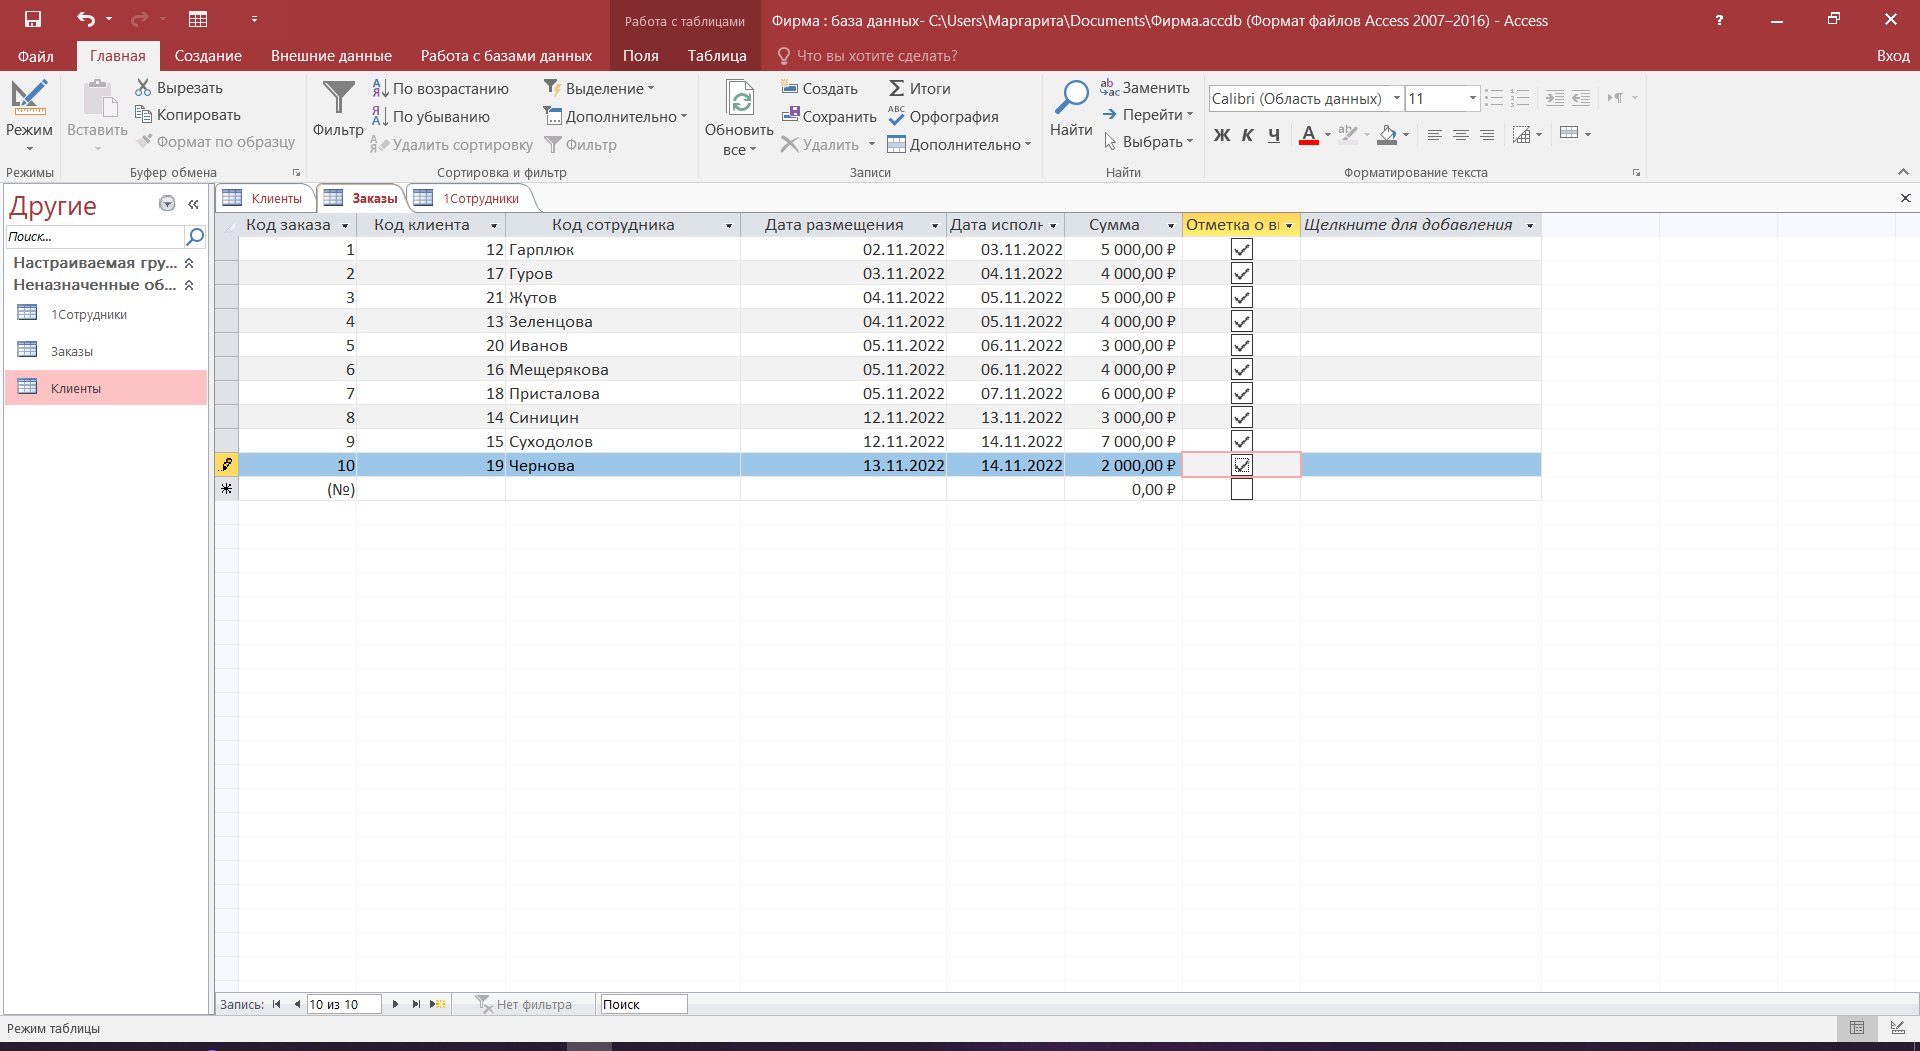 Работа с таблицами
Фирма : база данных- C:\Users\Маргарита\Documents\Фирма.accdb (Формат файлов Access 2007–2016) - Access
?
Файл Главная Создание Внешние данные Работа с базами данных Поля Таблица Что вы хотите сделать? Вход
Режим
Режимы
Вставить
Вырезать
Копировать
Формат по образцу
Буфер обмена
Фильтр
По возрастанию
По убыванию
Удалить сортировку
Выделение
Дополнительно
Фильтр
Сортировка и фильтр
Обновить
все
Создать
Сохранить
Удалить
Итоги
Орфография
Дополнительно
Записи
Найти
Заменить
Перейти
Выбрать
Найти
Calibri (Область данных) 11
Ж К Ч А
Форматирование текста
Другие
Поиск...
Настраиваемая гру...
Неназначенные об...
1Сотрудники
Заказы
Клиенты
Клиенты Заказы 1Сотрудники
Код заказа Код клиента Код сотрудника Дата размещения Дата исполн Сумма Отметка о вы Щелкните для добавления
1 12 Гарплюк 02.11.2022 03.11.2022 5 000,00 ₽
2 17 Гуров 03.11.2022 04.11.2022 4 000,00 ₽
3 21 Жутов 04.11.2022 05.11.2022 5 000,00 ₽
4 13 Зеленцова 04.11.2022 05.11.2022 4 000,00 ₽
5 20 Иванов 05.11.2022 06.11.2022 3 000,00 ₽
6 16 Мещерякова 05.11.2022 06.11.2022 4 000,00 ₽
7 18 Присталова 05.11.2022 07.11.2022 6 000,00 ₽
8 14 Синицин 12.11.2022 13.11.2022 3 000,00 ₽
9 15 Суходолов 12.11.2022 14.11.2022 7 000,00 ₽
10 19 Чернова 13.11.2022 14.11.2022 2 000,00 ₽
(№) 0,00 ₽
Запись: 10 из 10 Нет фильтра Поиск
Режим таблицы